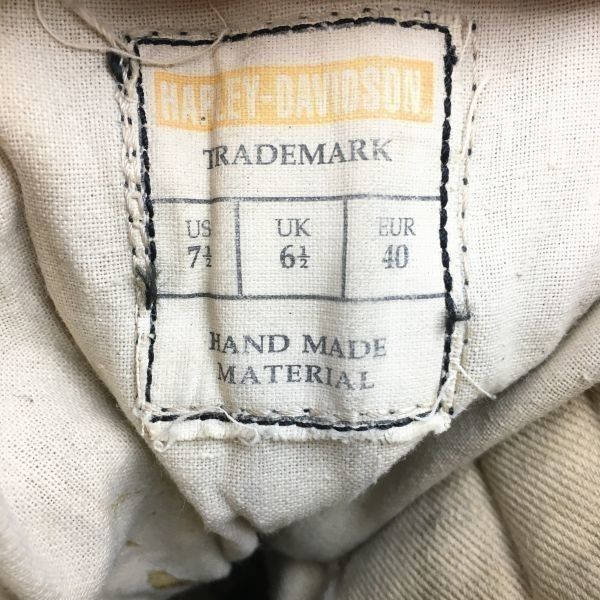 HARLEY-DAVIDSON
TRADEMARK
US UK EUR
7½ 6½ 40
HAND MADE
MATERIAL